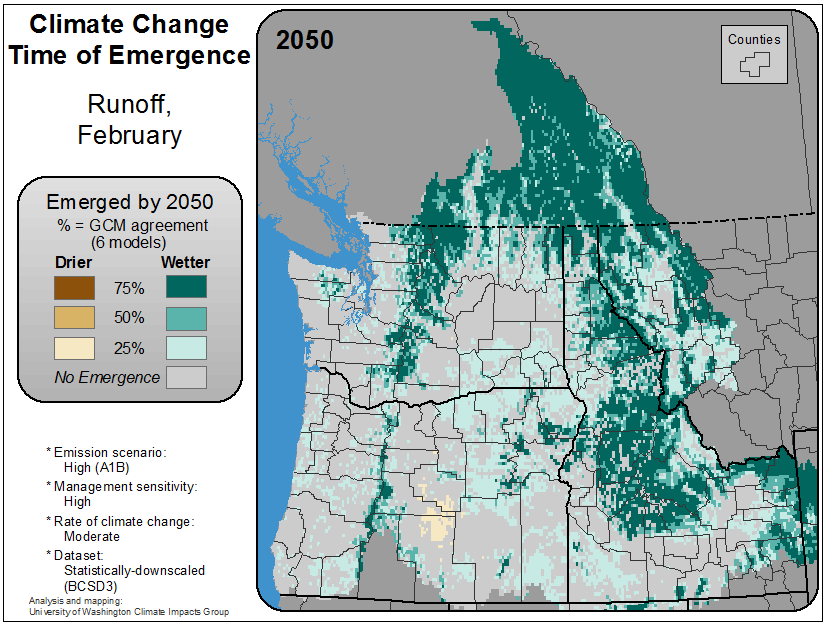 Climate Change
Time of Emergence
Runoff,
February
Emerged by 2050
% = GCM agreement
(6 models)
Drier Wetter
75%
50%
25%
No Emergence
* Emission scenario:
High (A1B)
* Management sensitivity:
High
* Rate of climate change:
Moderate
* Dataset:
Statistically-downscaled
(BCSD3)
Analysis and mapping:
University of Washington Climate Impacts Group
2050
Counties